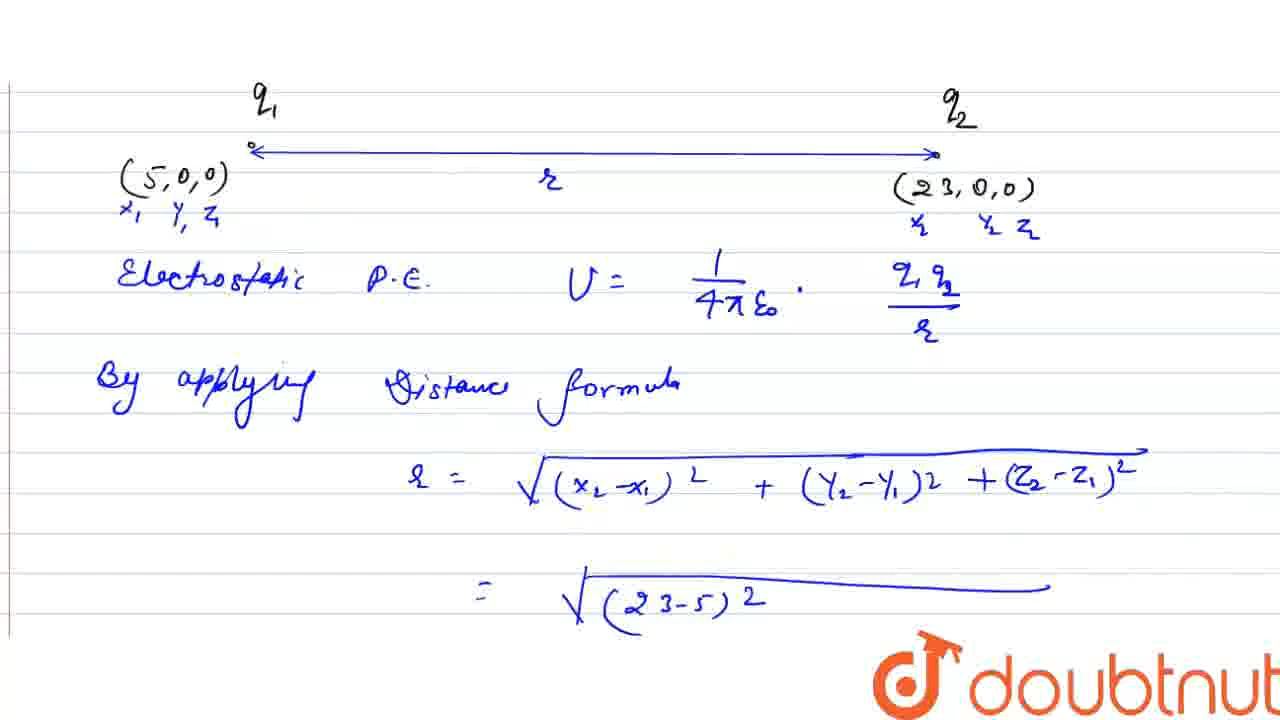 q₁ q₂
(5,0,0) r (23,0,0)
x₁ y₁ z₁ x₂ y₂ z₂
Electrostatic P.E. U = 1/4πε₀ . q₁q₂/r
By applying Distance formula
r = √(x₂-x₁)² + (y₂-y₁)² + (z₂-z₁)²
= √(23-5)²
doubtnut